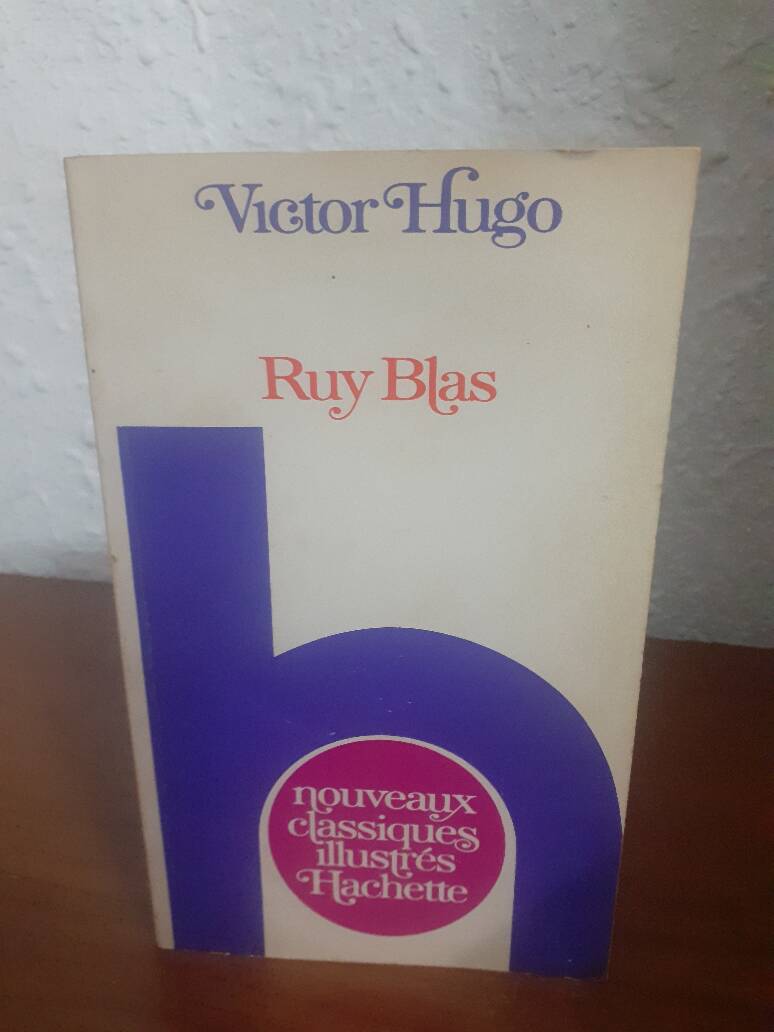 Victor Hugo
Ruy Blas
nouveaux
classiques
illustrés
Hachette